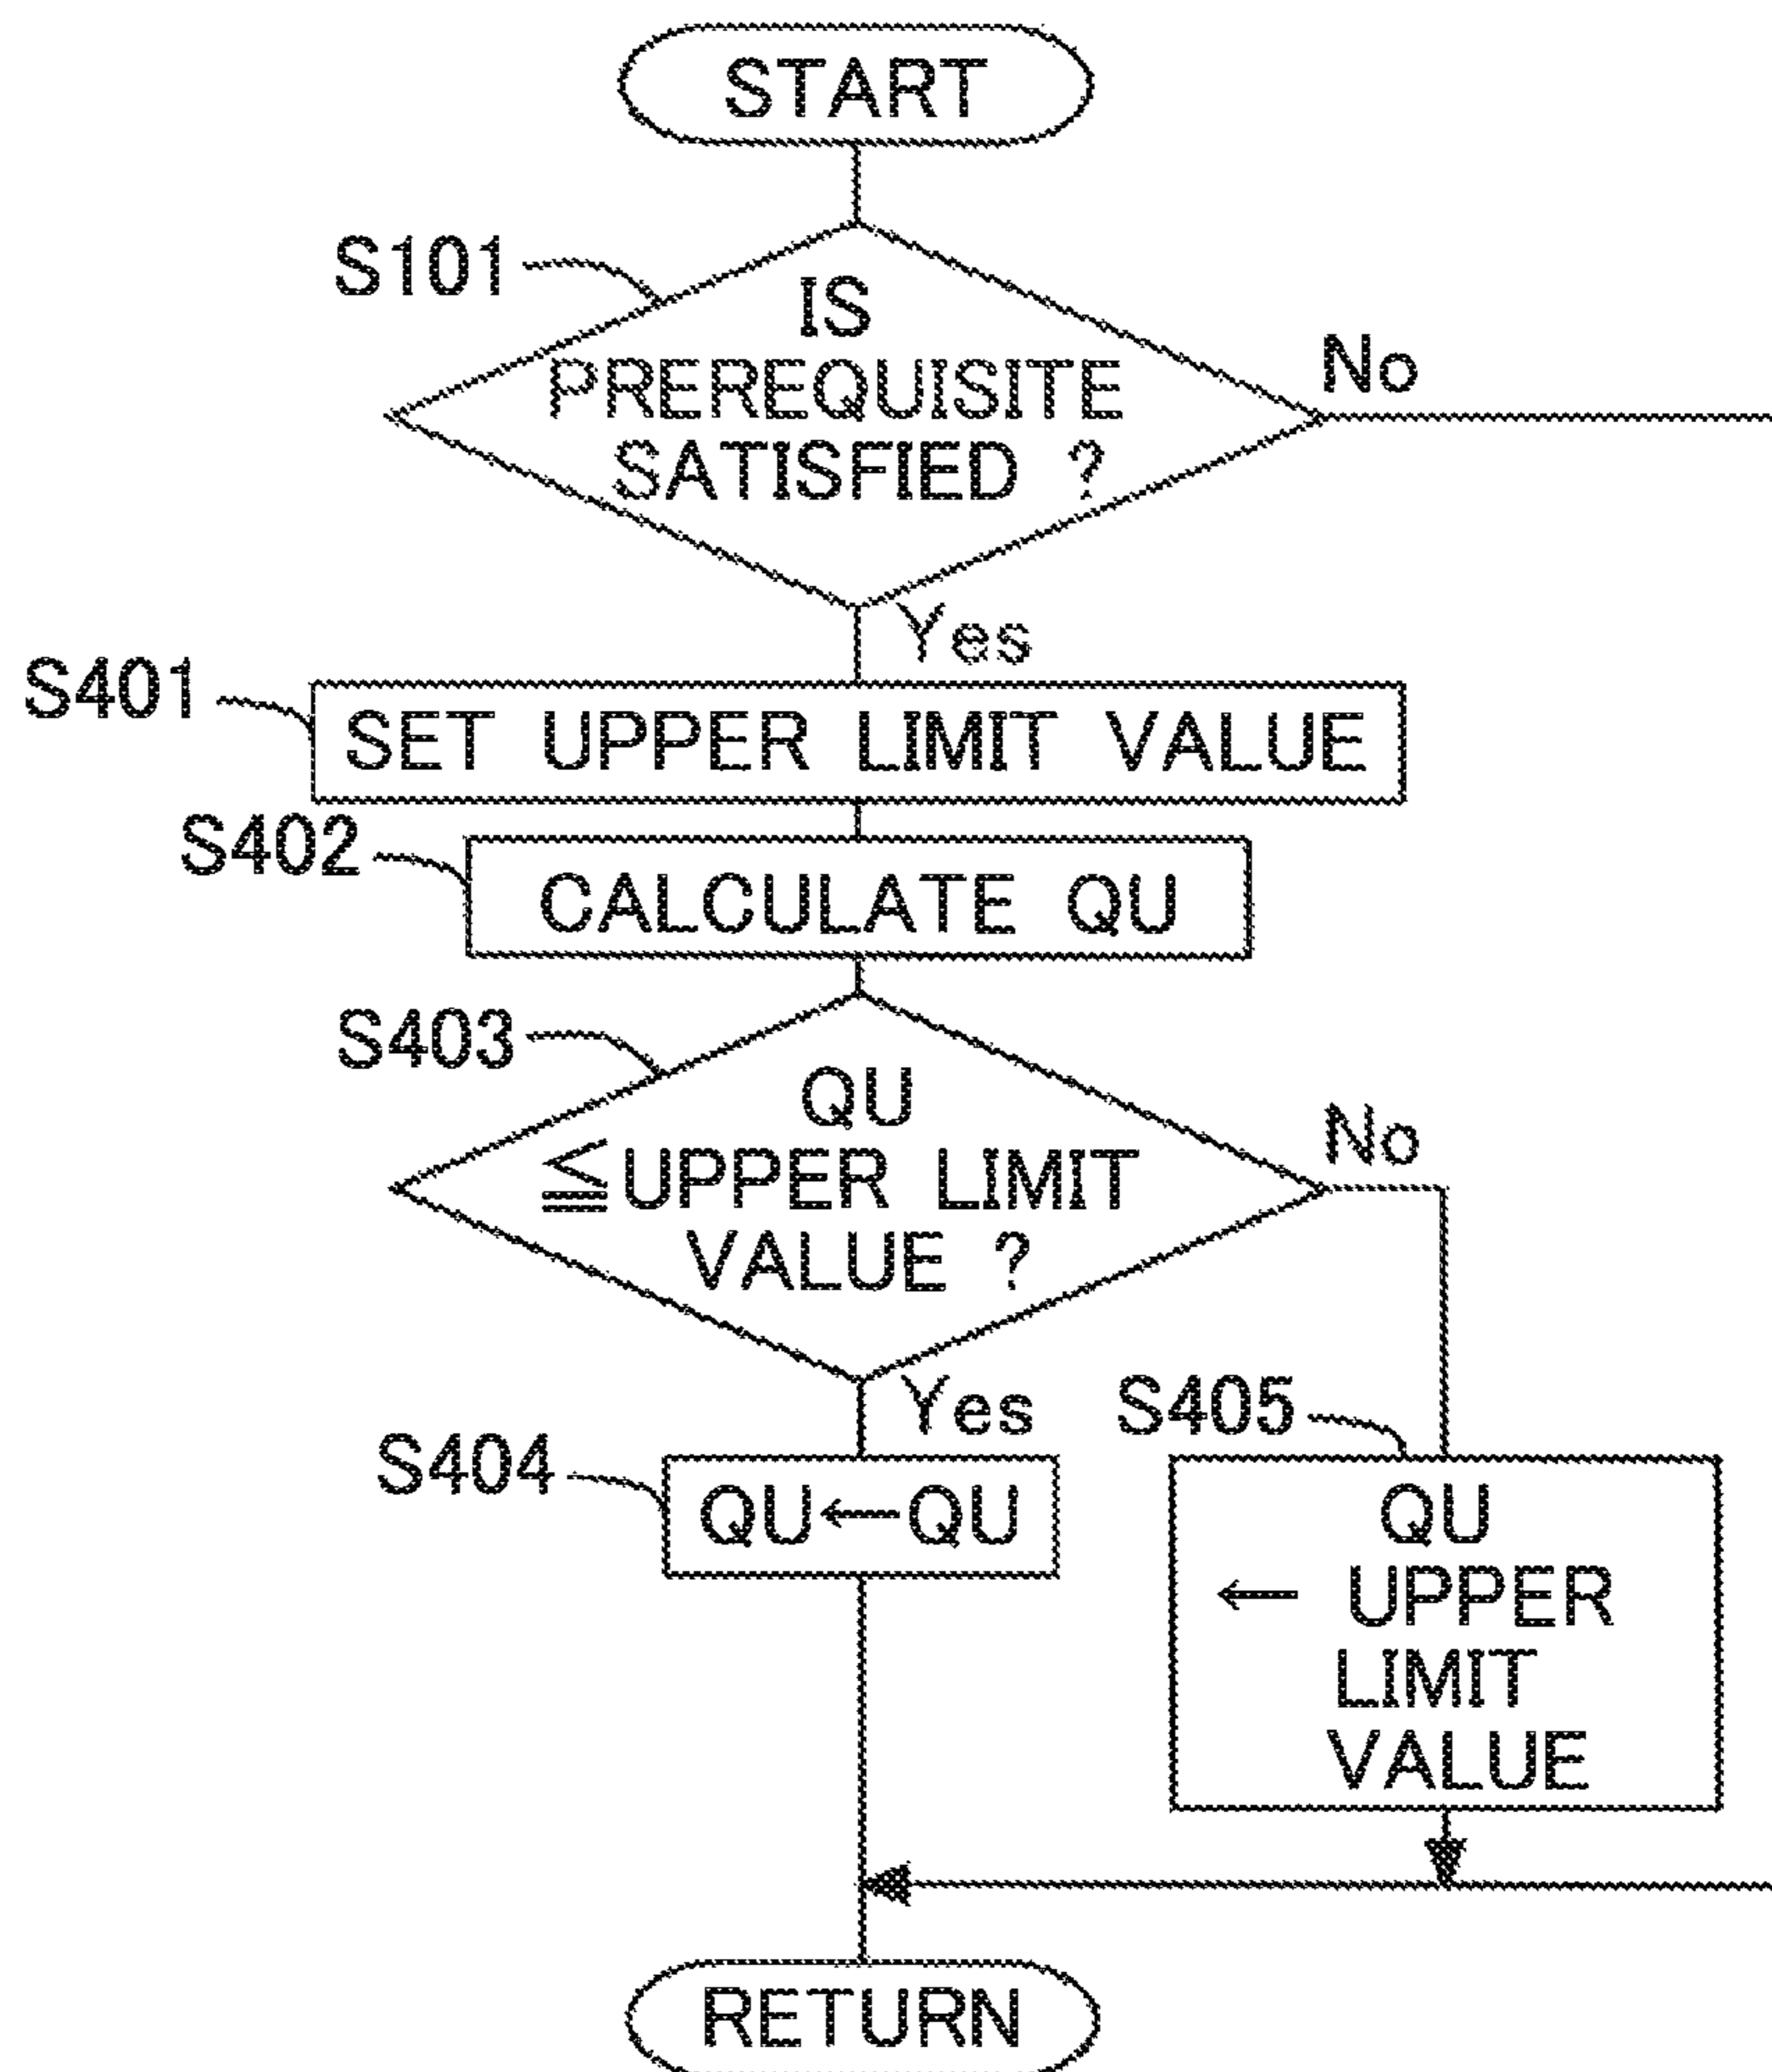 START
S101
IS
PREREQUISITE
SATISFIED ?
No
Yes
S401
SET UPPER LIMIT VALUE
S402
CALCULATE QU
S403
QU
≦UPPER LIMIT
VALUE ?
No
Yes
S404
QU←QU
S405
QU
← UPPER
LIMIT
VALUE
RETURN